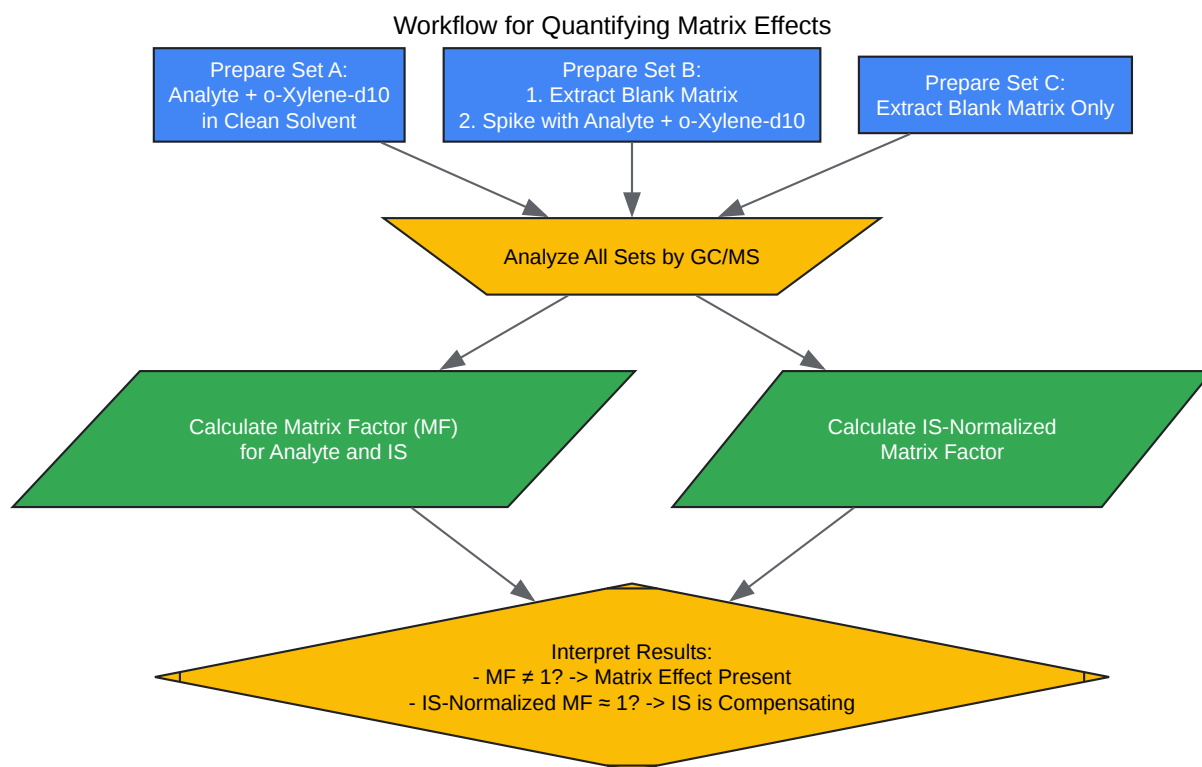 Workflow for Quantifying Matrix Effects
Prepare Set A:
Analyte + o-Xylene-d10
in Clean Solvent
Prepare Set B:
1. Extract Blank Matrix
2. Spike with Analyte + o-Xylene-d10
Prepare Set C:
Extract Blank Matrix Only
Analyze All Sets by GC/MS
Calculate Matrix Factor (MF)
for Analyte and IS
Calculate IS-Normalized
Matrix Factor
Interpret Results:
- MF ≠ 1? -> Matrix Effect Present
- IS-Normalized MF ≈ 1? -> IS is Compensating